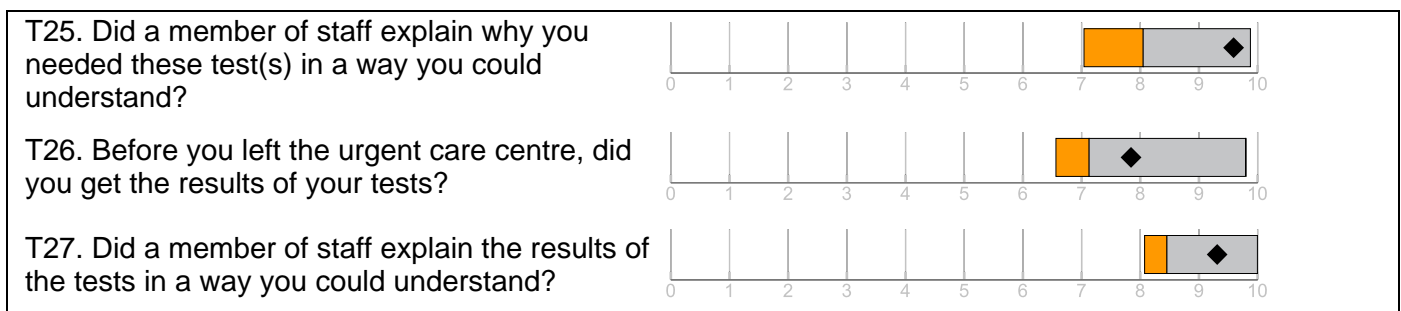 T25. Did a member of staff explain why you
needed these test(s) in a way you could
understand?
0 1 2 3 4 5 6 7 8 9 10
T26. Before you left the urgent care centre, did
you get the results of your tests?
0 1 2 3 4 5 6 7 8 9 10
T27. Did a member of staff explain the results of
the tests in a way you could understand?
0 1 2 3 4 5 6 7 8 9 10